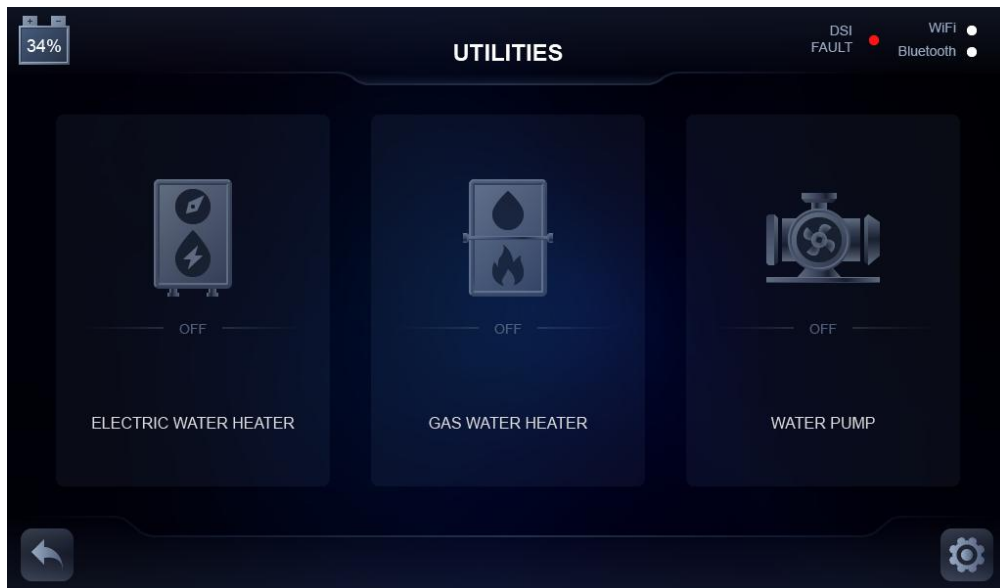 + -
34%
UTILITIES
DSI
FAULT
WiFi
Bluetooth
OFF
OFF
OFF
ELECTRIC WATER HEATER
GAS WATER HEATER
WATER PUMP